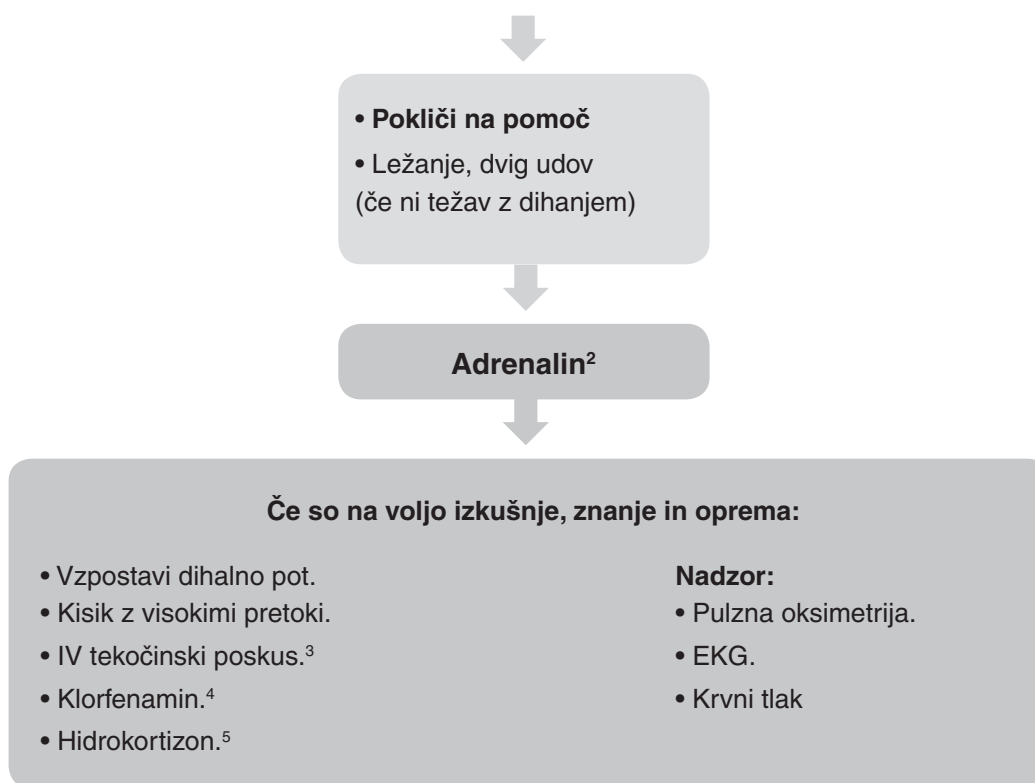 • Pokliči na pomoč
• Ležanje, dvig udov
(če ni težav z dihanjem)
Adrenalin²
Če so na voljo izkušnje, znanje in oprema:
• Vzpostavi dihalno pot.
• Kisik z visokimi pretoki.
• IV tekočinski poskus.³
• Klorfenamin.⁴
• Hidrokortizon.⁵
Nadzor:
• Pulzna oksimetrija.
• EKG.
• Krvni tlak